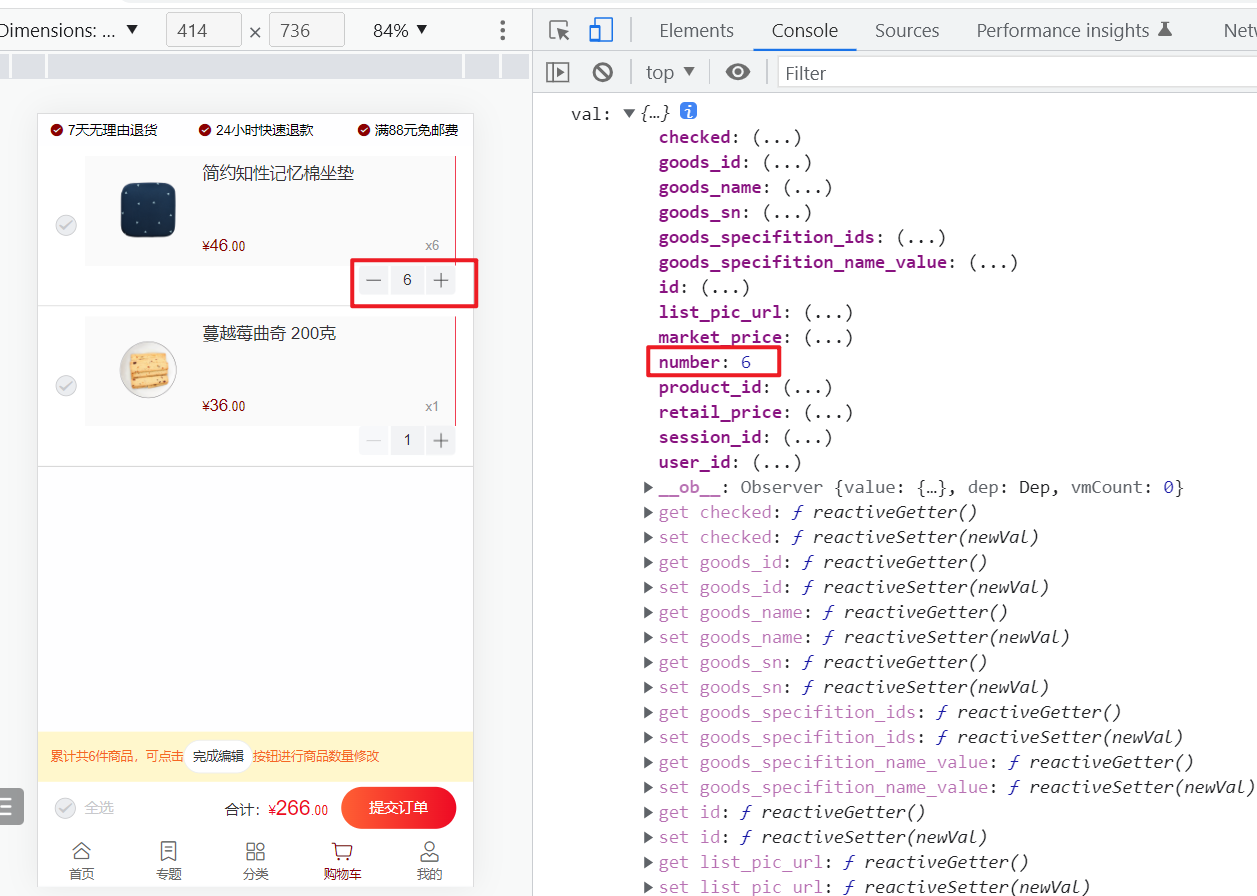 Dimensions: ... ▼ 414 × 736 84% ▼
7天无理由退货 24小时快速退款 满88元免邮费
简约知性记忆棉坐垫
¥46.00 x6
— 6 +
蔓越莓曲奇 200克
¥36.00 x1
— 1 +
累计共6件商品，可点击 完成编辑 按钮进行商品数量修改
全选 合计：¥266.00 提交订单
首页 专题 分类 购物车 我的
Elements Console Sources Performance insights Net
top ▼ Filter
val: ▼{…} i
checked: (...)
goods_id: (...)
goods_name: (...)
goods_sn: (...)
goods_specifition_ids: (...)
goods_specifition_name_value: (...)
id: (...)
list_pic_url: (...)
market_price: (...)
number: 6
product_id: (...)
retail_price: (...)
session_id: (...)
user_id: (...)
▶__ob__: Observer {value: {…}, dep: Dep, vmCount: 0}
▶get checked: ƒ reactiveGetter()
▶set checked: ƒ reactiveSetter(newVal)
▶get goods_id: ƒ reactiveGetter()
▶set goods_id: ƒ reactiveSetter(newVal)
▶get goods_name: ƒ reactiveGetter()
▶set goods_name: ƒ reactiveSetter(newVal)
▶get goods_sn: ƒ reactiveGetter()
▶set goods_sn: ƒ reactiveSetter(newVal)
▶get goods_specifition_ids: ƒ reactiveGetter()
▶set goods_specifition_ids: ƒ reactiveSetter(newVal)
▶get goods_specifition_name_value: ƒ reactiveGetter()
▶set goods_specifition_name_value: ƒ reactiveSetter(newVal)
▶get id: ƒ reactiveGetter()
▶set id: ƒ reactiveSetter(newVal)
▶get list_pic_url: ƒ reactiveGetter()
▶set list_pic_url: ƒ reactiveSetter(newVal)